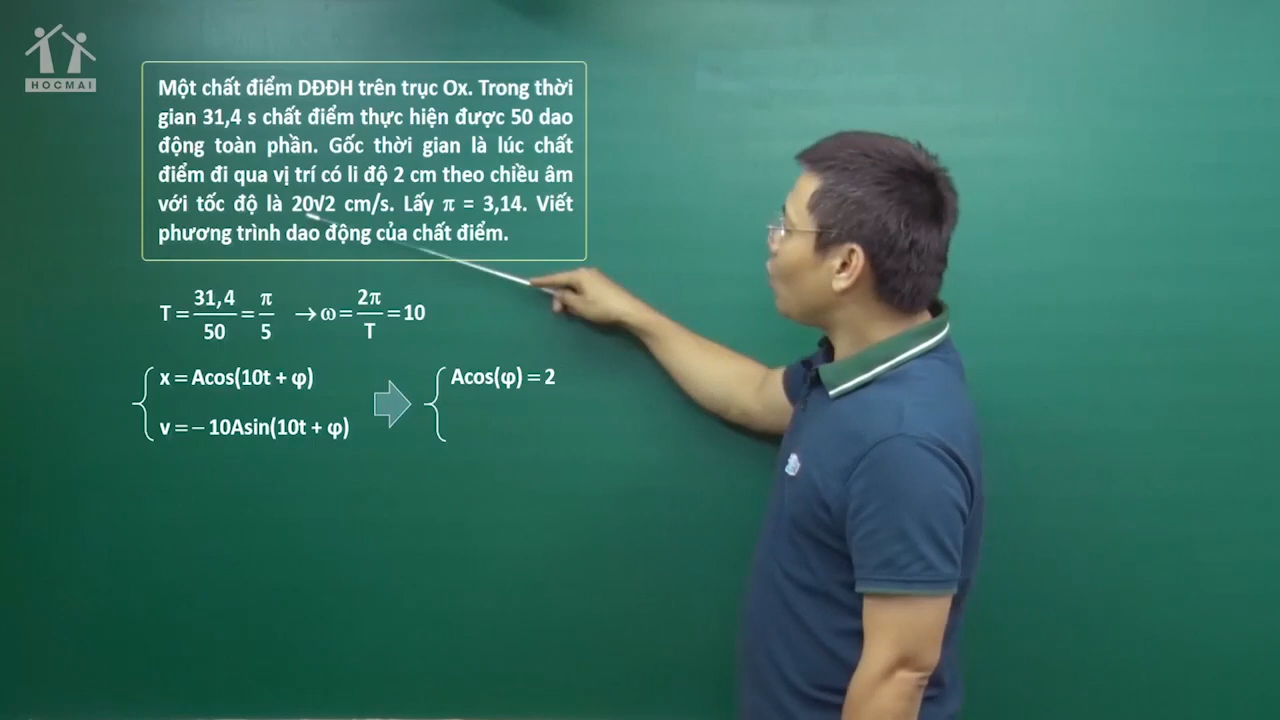 HOCMAI
Một chất điểm DĐĐH trên trục Ox. Trong thời
gian 31,4 s chất điểm thực hiện được 50 dao
động toàn phần. Gốc thời gian là lúc chất
điểm đi qua vị trí có li độ 2 cm theo chiều âm
với tốc độ là 20√2 cm/s. Lấy π = 3,14. Viết
phương trình dao động của chất điểm.
T = 31,4/50 = π/5 → ω = 2π/T = 10
x = Acos(10t + φ)
v = – 10Asin(10t + φ)
Acos(φ) = 2